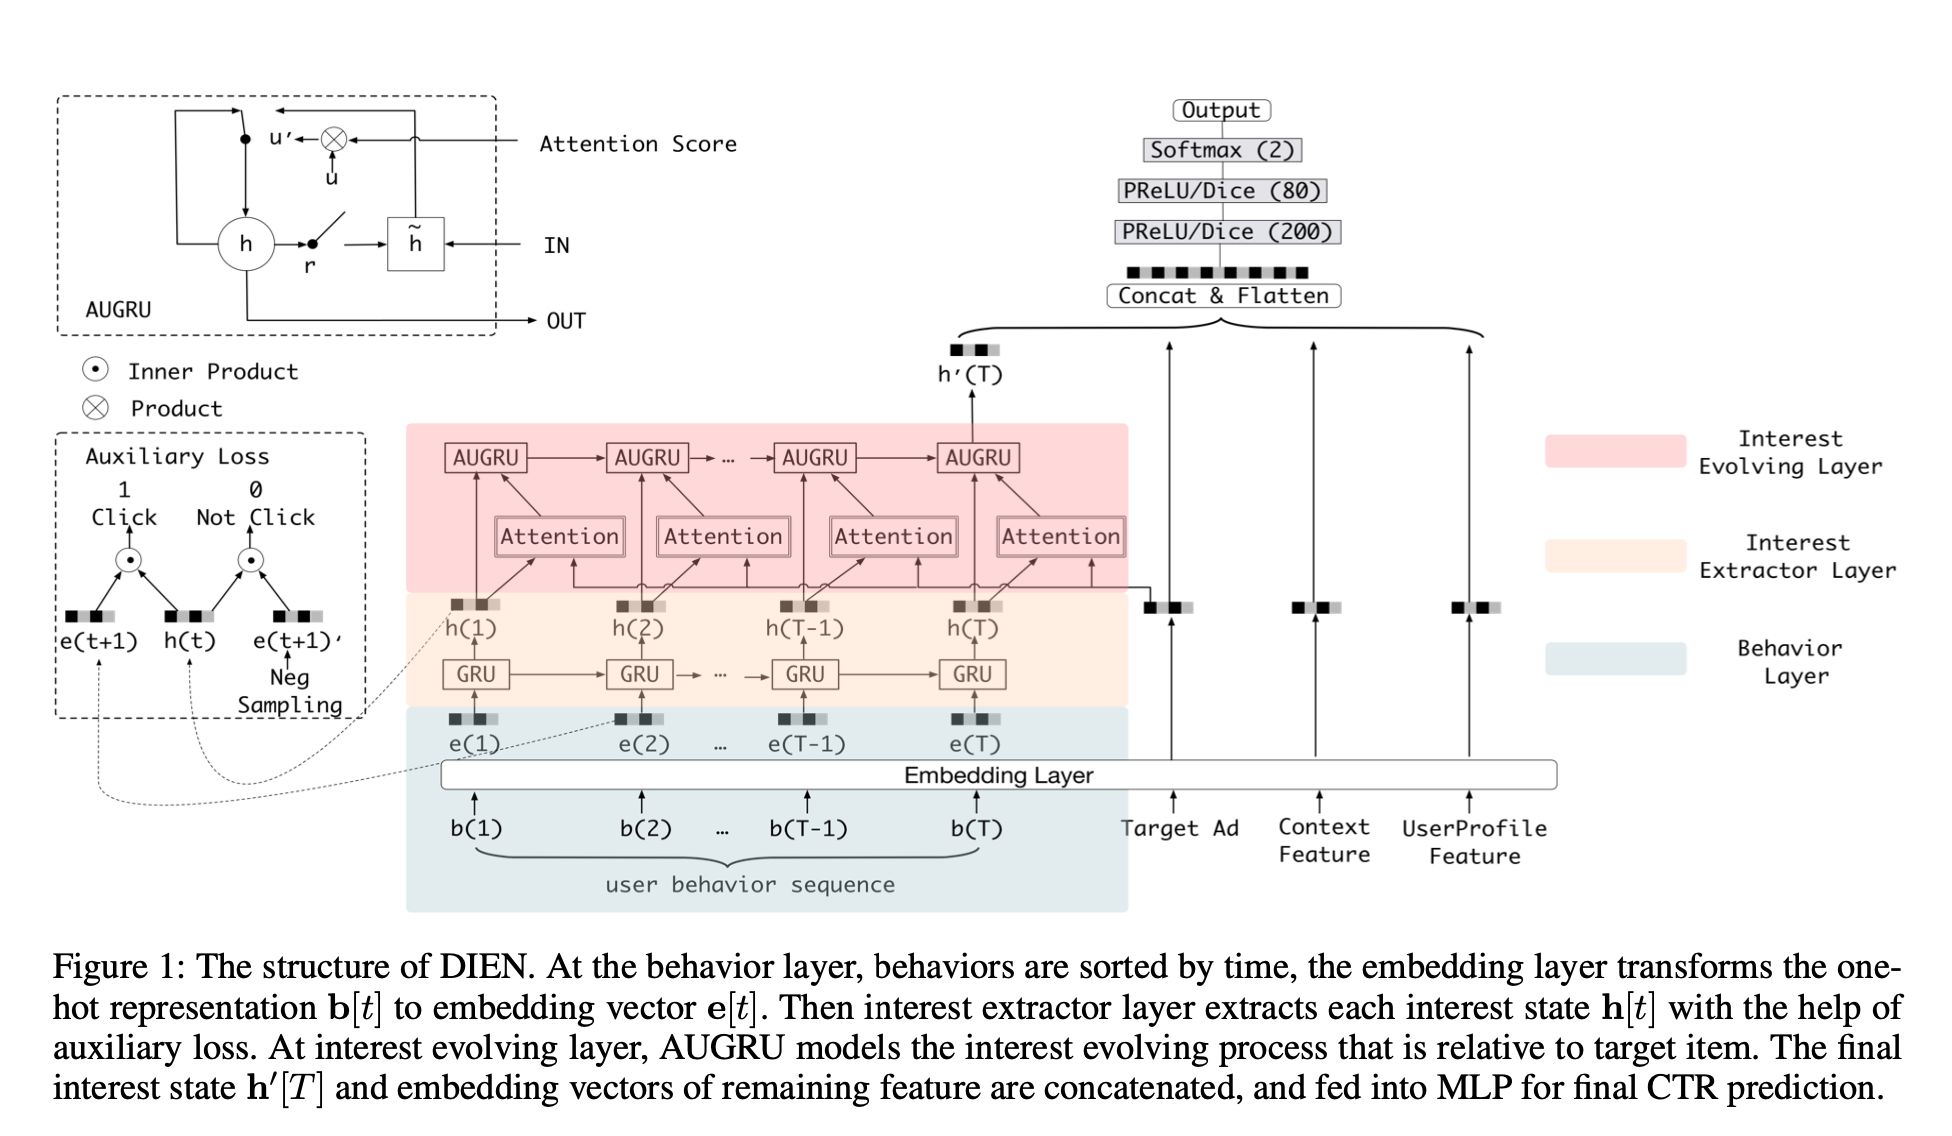 Attention Score
u′
u
h
r
h̃
IN
AUGRU
OUT
Inner Product
Product
Auxiliary Loss
1
0
Click
Not Click
e(t+1)
h(t)
e(t+1)′
Neg
Sampling
Output
Softmax (2)
PReLU/Dice (80)
PReLU/Dice (200)
Concat & Flatten
h′(T)
AUGRU
AUGRU
...
AUGRU
AUGRU
Attention
Attention
Attention
Attention
h(1)
h(2)
h(T-1)
h(T)
GRU
GRU
...
GRU
GRU
e(1)
e(2)
...
e(T-1)
e(T)
Embedding Layer
b(1)
b(2)
...
b(T-1)
b(T)
Target Ad
Context
Feature
UserProfile
Feature
user behavior sequence
Interest
Evolving Layer
Interest
Extractor Layer
Behavior
Layer
Figure 1: The structure of DIEN. At the behavior layer, behaviors are sorted by time, the embedding layer transforms the one-
hot representation b[t] to embedding vector e[t]. Then interest extractor layer extracts each interest state h[t] with the help of
auxiliary loss. At interest evolving layer, AUGRU models the interest evolving process that is relative to target item. The final
interest state h′[T] and embedding vectors of remaining feature are concatenated, and fed into MLP for final CTR prediction.